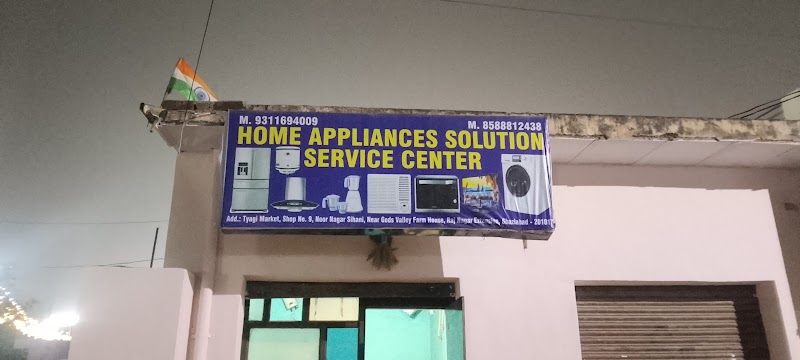 M. 9311694009 M. 8588812438
HOME APPLIANCES SOLUTION
SERVICE CENTER
Add.: Tyagi Market, Shop No. 9, Noor Nagar Sihani, Near Gods Valley Farm House, Raj Nagar Extension, Ghaziabad - 201017